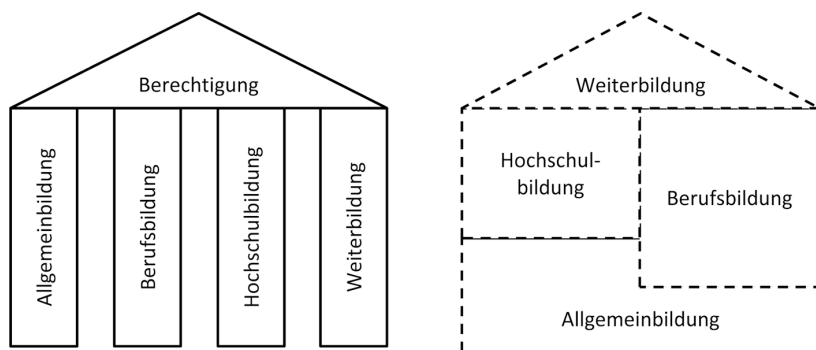 Berechtigung
Allgemeinbildung
Berufsbildung
Hochschulbildung
Weiterbildung
Weiterbildung
Hochschul-
bildung
Berufsbildung
Allgemeinbildung